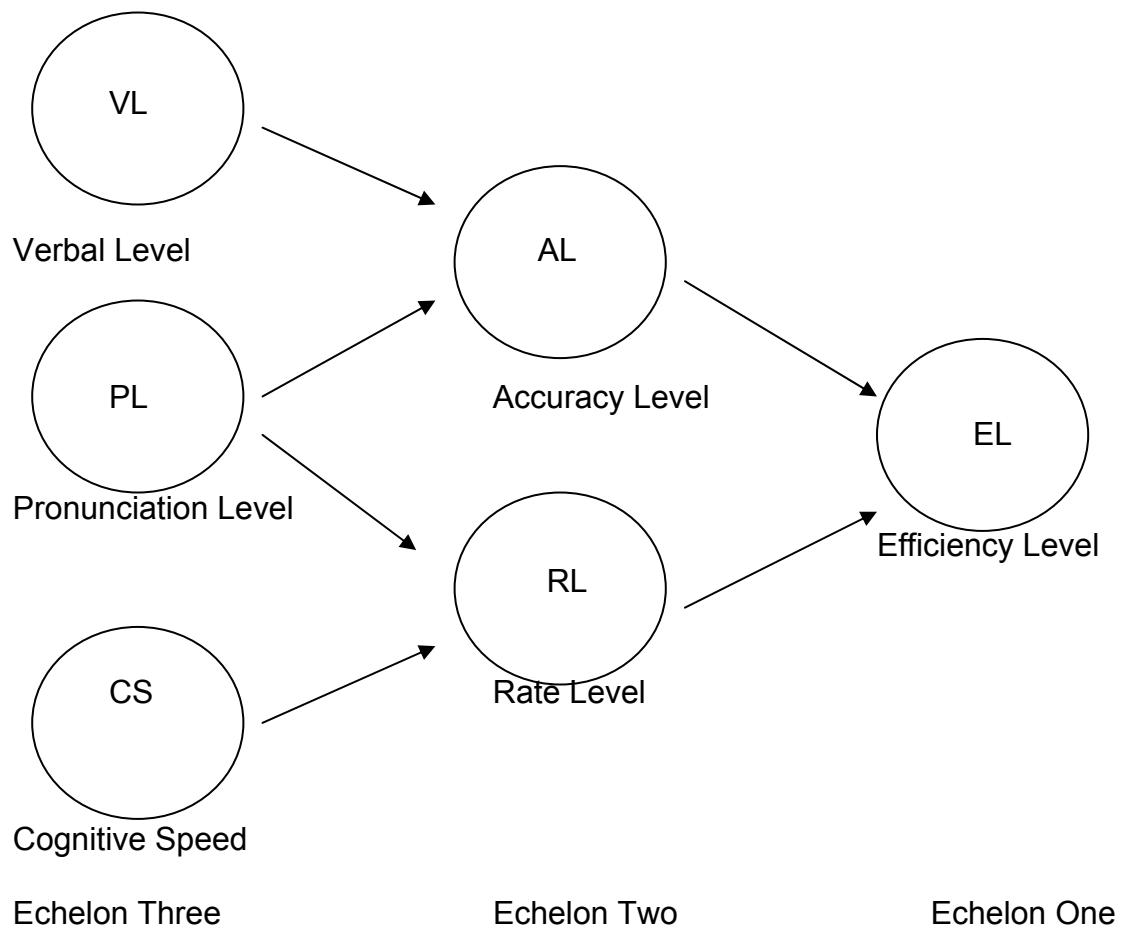 VL
Verbal Level
AL
PL
Accuracy Level
EL
Pronunciation Level
Efficiency Level
RL
CS
Rate Level
Cognitive Speed
Echelon Three
Echelon Two
Echelon One